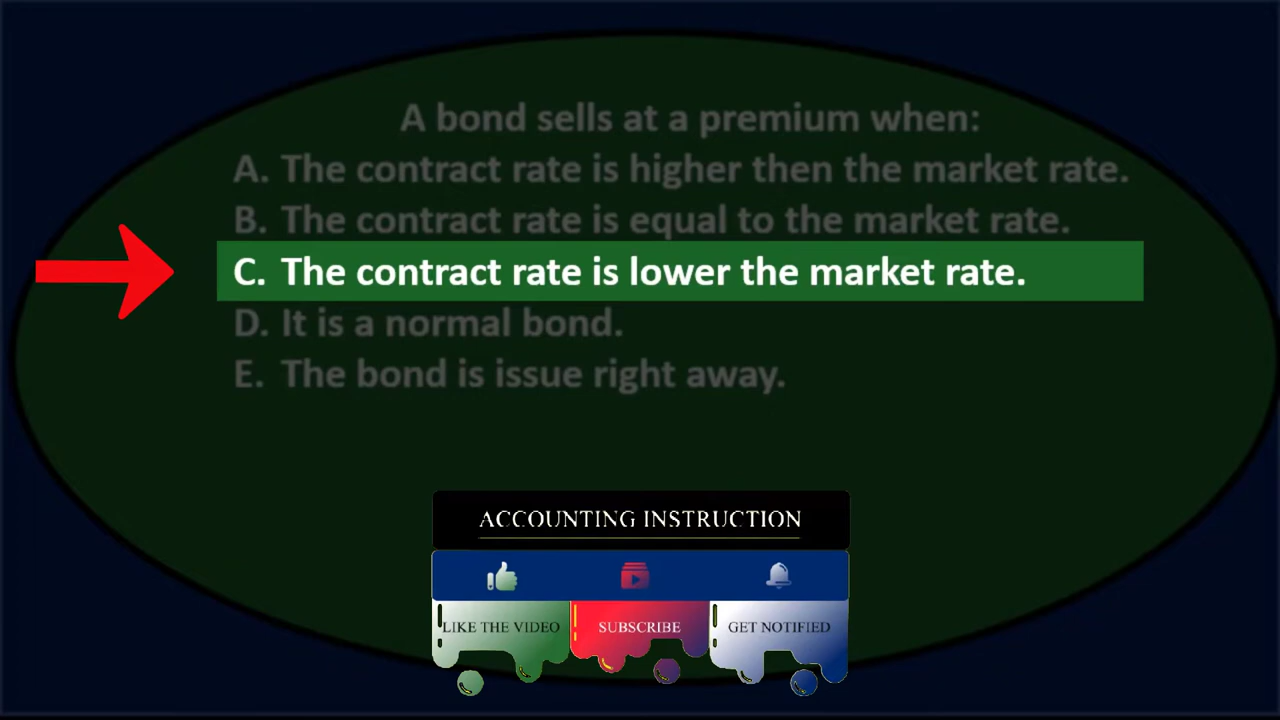 A bond sells at a premium when:
A. The contract rate is higher then the market rate.
B. The contract rate is equal to the market rate.
C. The contract rate is lower the market rate.
D. It is a normal bond.
E. The bond is issue right away.
ACCOUNTING INSTRUCTION
LIKE THE VIDEO SUBSCRIBE GET NOTIFIED